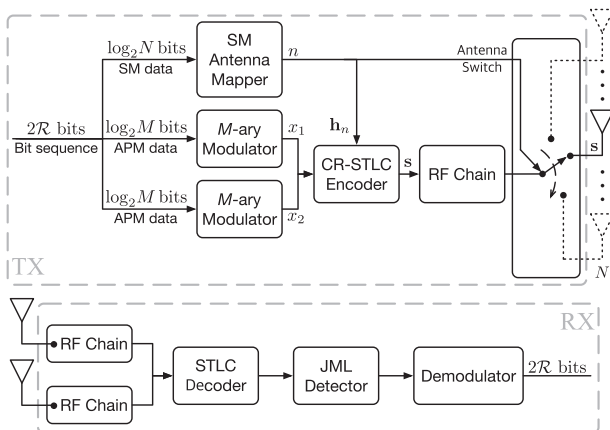 log₂N bits
SM data
SM
Antenna
Mapper
n
Antenna
Switch
2𝓡 bits
Bit sequence
log₂M bits
APM data
M-ary
Modulator
x₁
hₙ
CR-STLC
Encoder
s
RF Chain
s
log₂M bits
APM data
M-ary
Modulator
x₂
TX
N
RX
RF Chain
RF Chain
STLC
Decoder
JML
Detector
Demodulator
2𝓡 bits